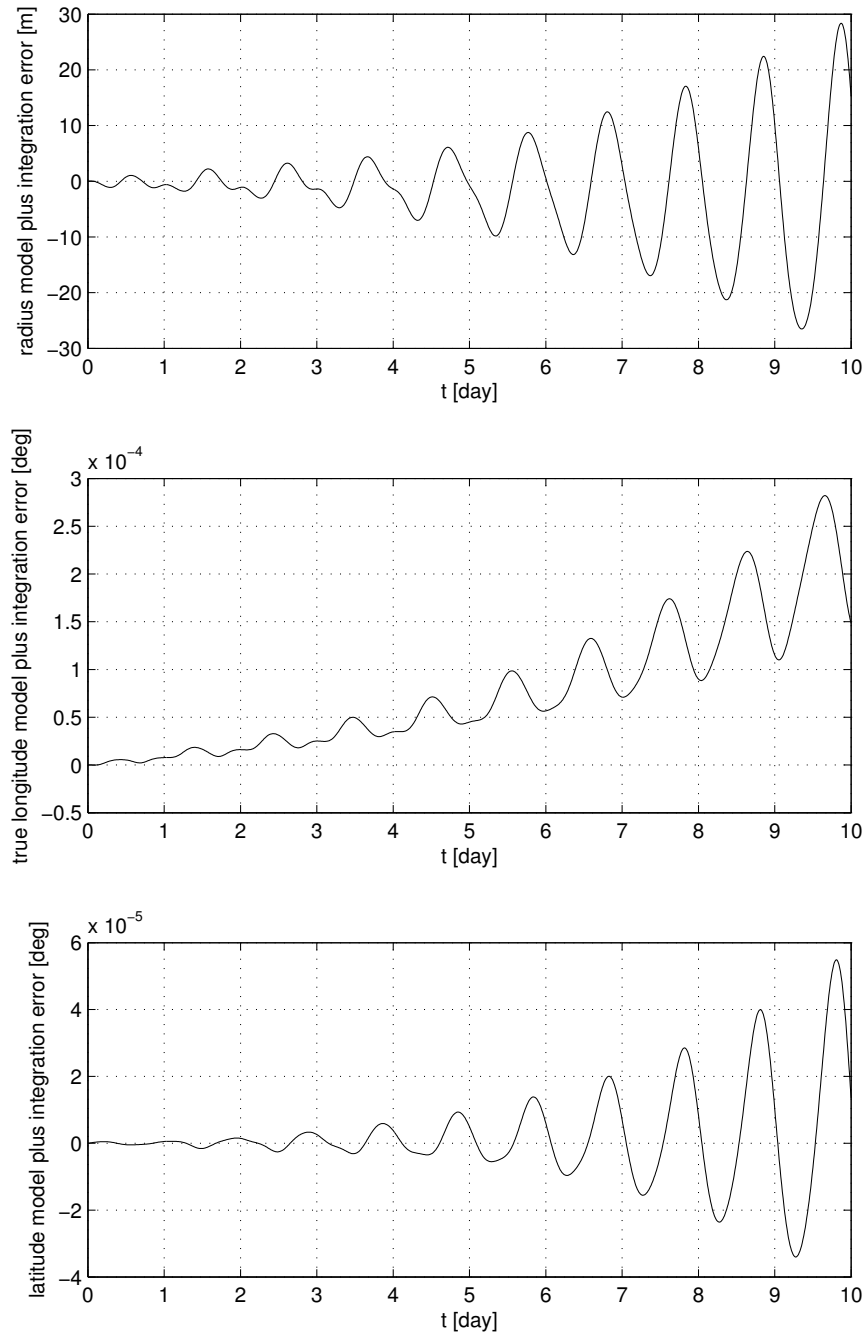 radius model plus integration error [m]
30
20
10
0
−10
−20
−30
0 1 2 3 4 5 6 7 8 9 10
t [day]
true longitude model plus integration error [deg]
x 10−4
3
2.5
2
1.5
1
0.5
0
−0.5
0 1 2 3 4 5 6 7 8 9 10
t [day]
latitude model plus integration error [deg]
x 10−5
6
4
2
0
−2
−4
0 1 2 3 4 5 6 7 8 9 10
t [day]